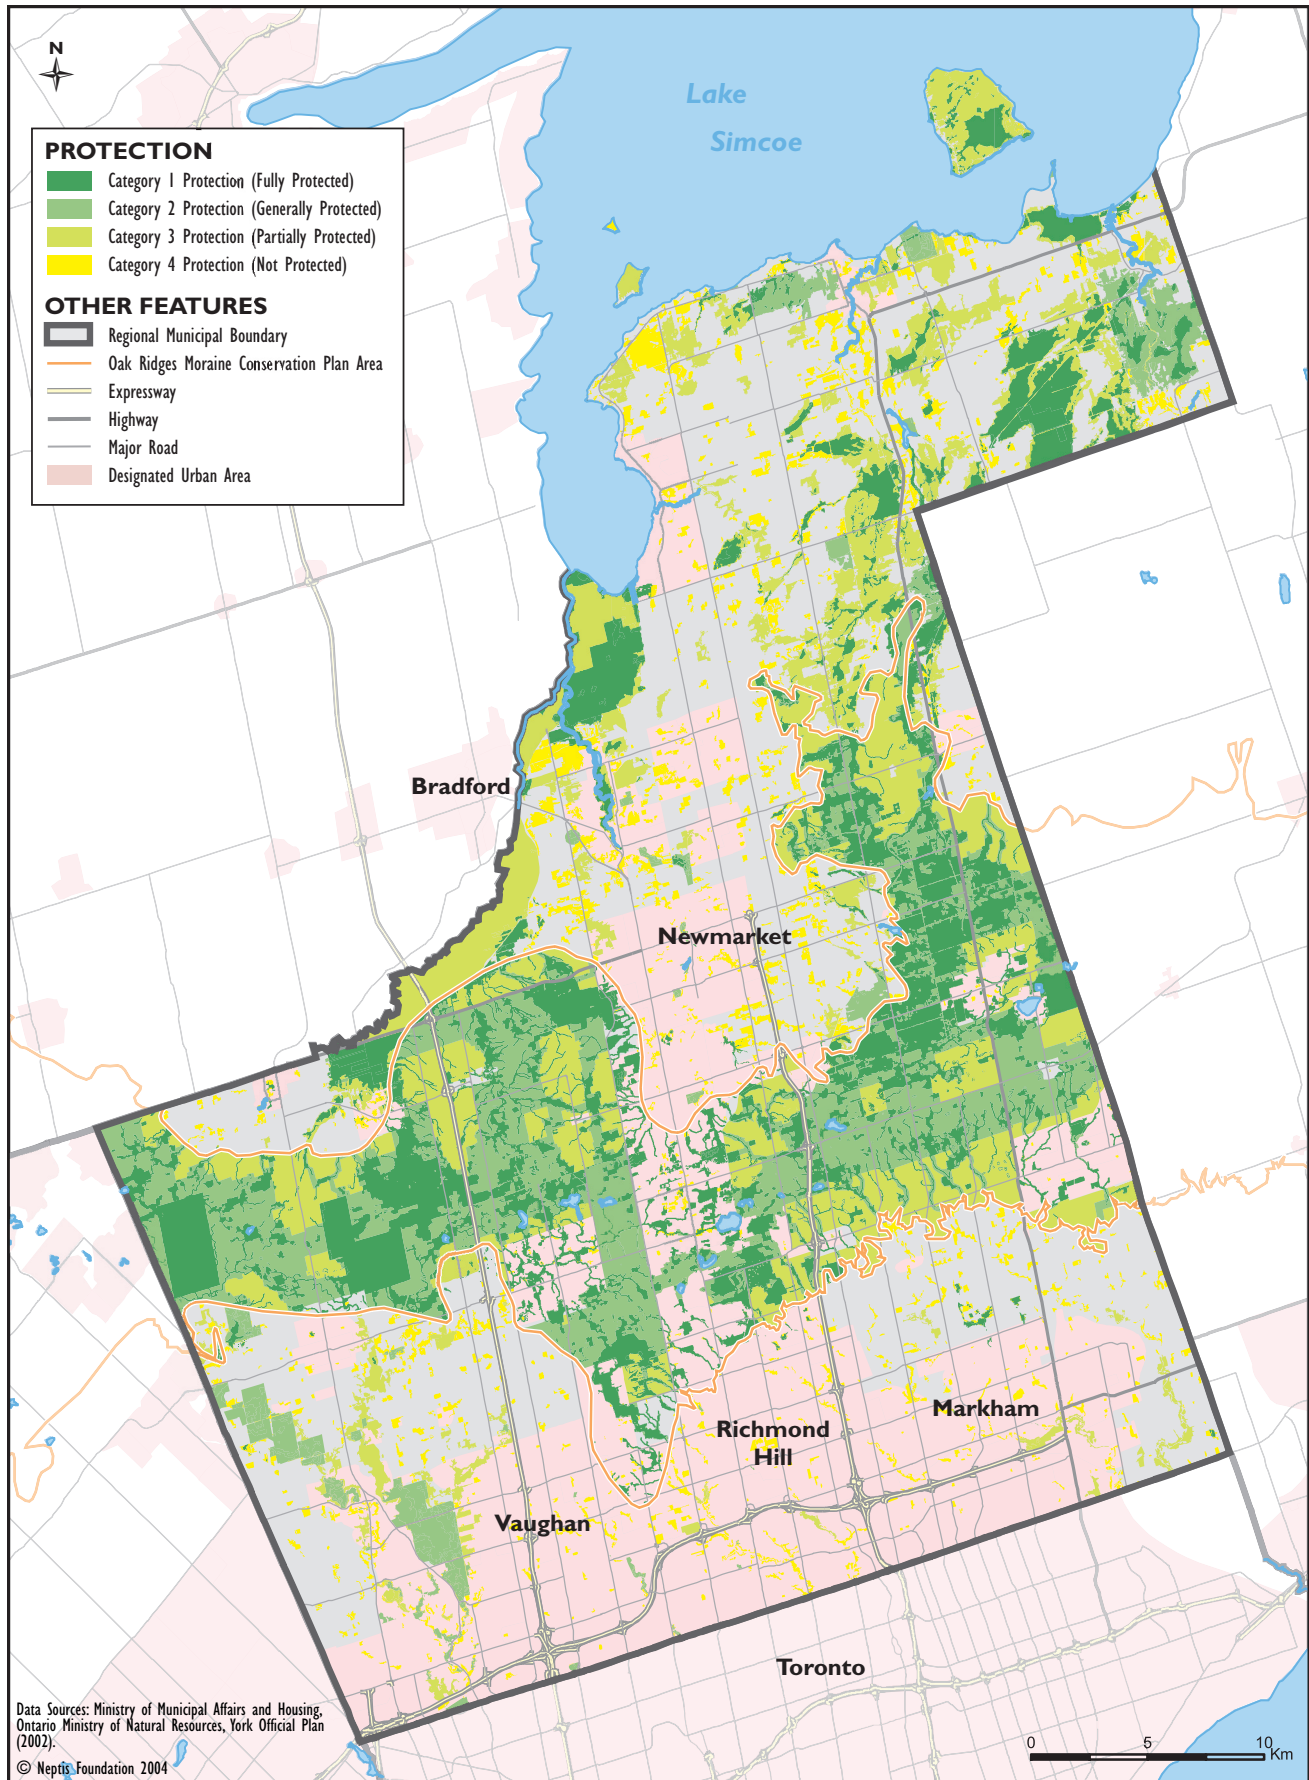 N
Lake
Simcoe
PROTECTION
Category 1 Protection (Fully Protected)
Category 2 Protection (Generally Protected)
Category 3 Protection (Partially Protected)
Category 4 Protection (Not Protected)
OTHER FEATURES
Regional Municipal Boundary
Oak Ridges Moraine Conservation Plan Area
Expressway
Highway
Major Road
Designated Urban Area
Bradford
Newmarket
Markham
Richmond
Hill
Vaughan
Toronto
Data Sources: Ministry of Municipal Affairs and Housing,
Ontario Ministry of Natural Resources, York Official Plan
(2002).
© Neptis Foundation 2004
0 5 10
Km